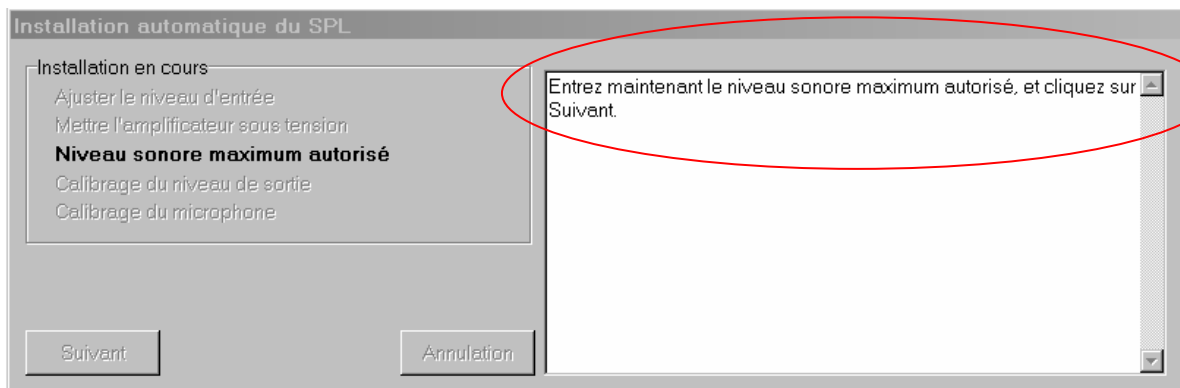 Installation automatique du SPL
Installation en cours
Ajuster le niveau d'entrée
Mettre l'amplificateur sous tension
Niveau sonore maximum autorisé
Calibrage du niveau de sortie
Calibrage du microphone
Suivant
Annulation
Entrez maintenant le niveau sonore maximum autorisé, et cliquez sur
Suivant.